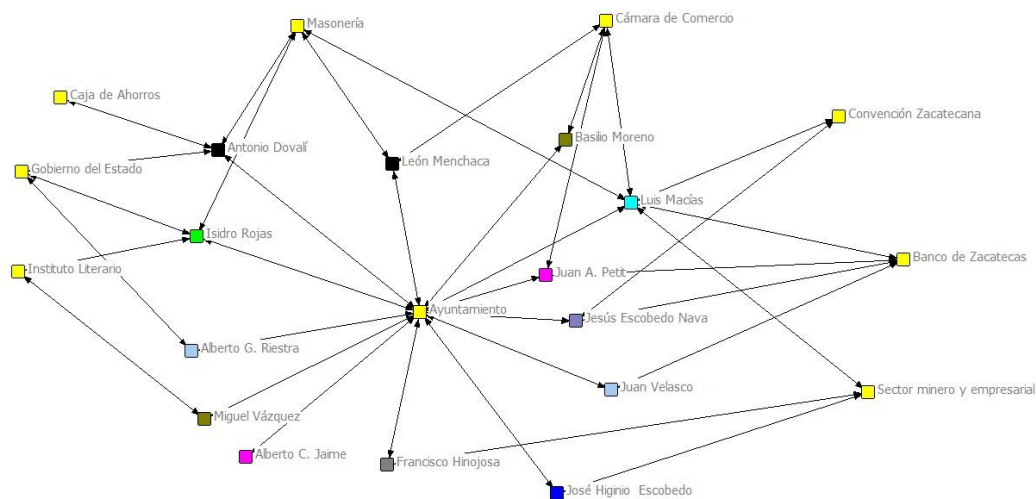 Masonería
Cámara de Comercio
Caja de Ahorros
Convención Zacatecana
Basilio Moreno
Antonio Dovalí
León Menchaca
Gobierno del Estado
Luis Macías
Isidro Rojas
Banco de Zacatecas
Instituto Literario
Juan A. Petit
Ayuntamiento
Jesús Escobedo Nava
Alberto G. Riestra
Juan Velasco
Sector minero y empresarial
Miguel Vázquez
Alberto C. Jaime
Francisco Hinojosa
José Higinio Escobedo